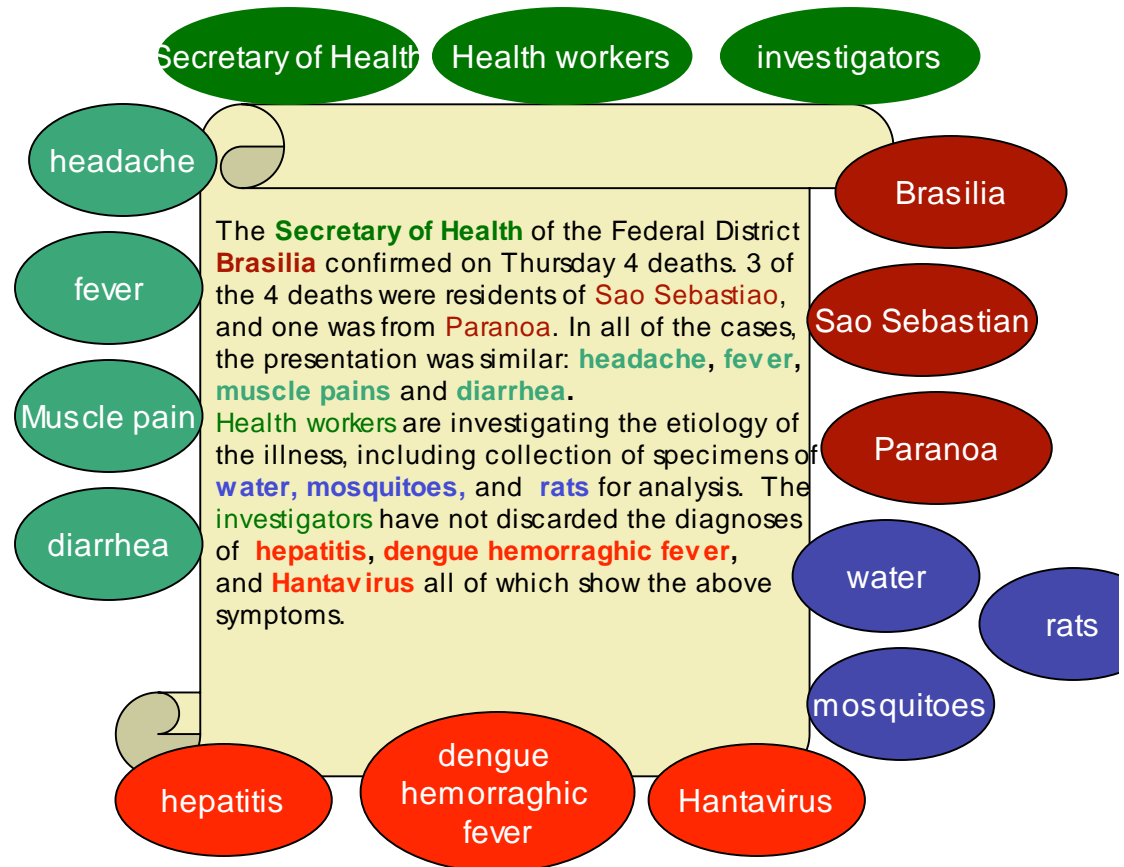 Secretary of Health
Health workers
investigators
headache
fever
Muscle pain
diarrhea
The Secretary of Health of the Federal District
Brasilia confirmed on Thursday 4 deaths. 3 of
the 4 deaths were residents of Sao Sebastiao,
and one was from Paranoa. In all of the cases,
the presentation was similar: headache, fever,
muscle pains and diarrhea.
Health workers are investigating the etiology of
the illness, including collection of specimens of
water, mosquitoes, and rats for analysis. The
investigators have not discarded the diagnoses
of hepatitis, dengue hemorraghic fever,
and Hantavirus all of which show the above
symptoms.
Brasilia
Sao Sebastian
Paranoa
water
rats
mosquitoes
hepatitis
dengue
hemorraghic
fever
Hantavirus